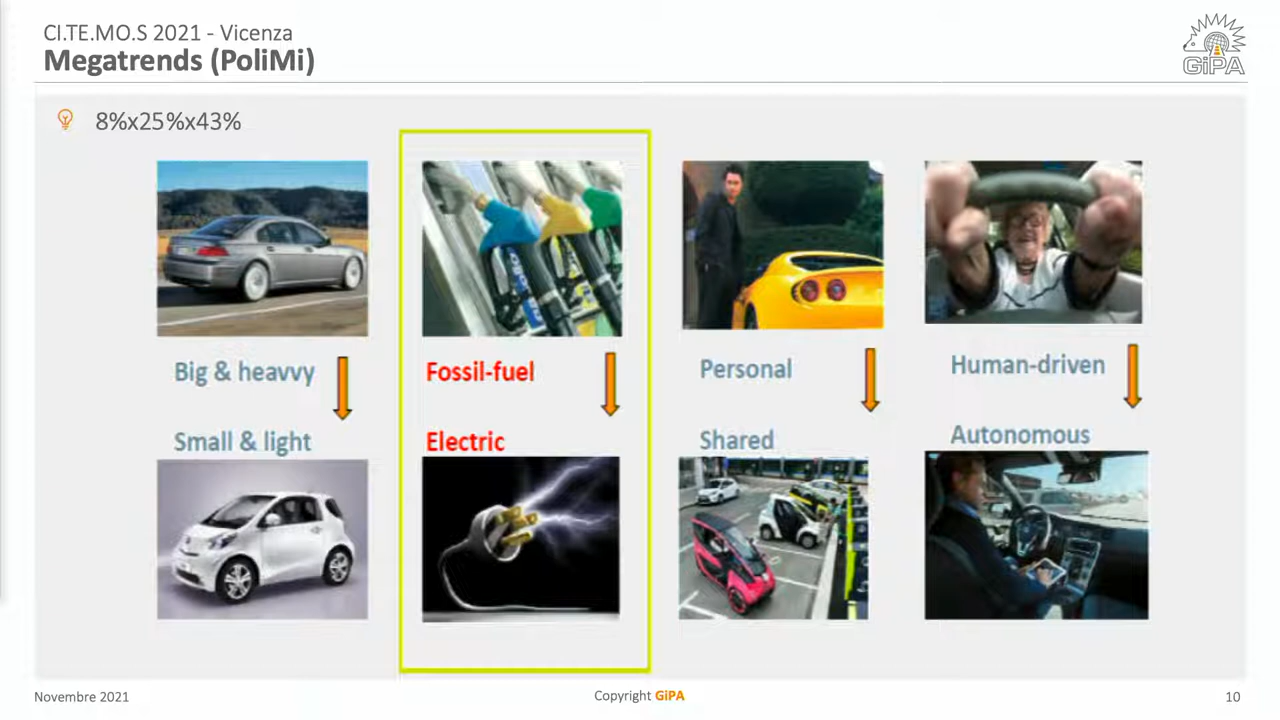 CI.TE.MO.S 2021 - Vicenza
Megatrends (PoliMi)
GiPA
8%x25%x43%
Big & heavvy
Small & light
Fossil-fuel
Electric
Personal
Shared
Human-driven
Autonomous
Novembre 2021
Copyright GiPA
10